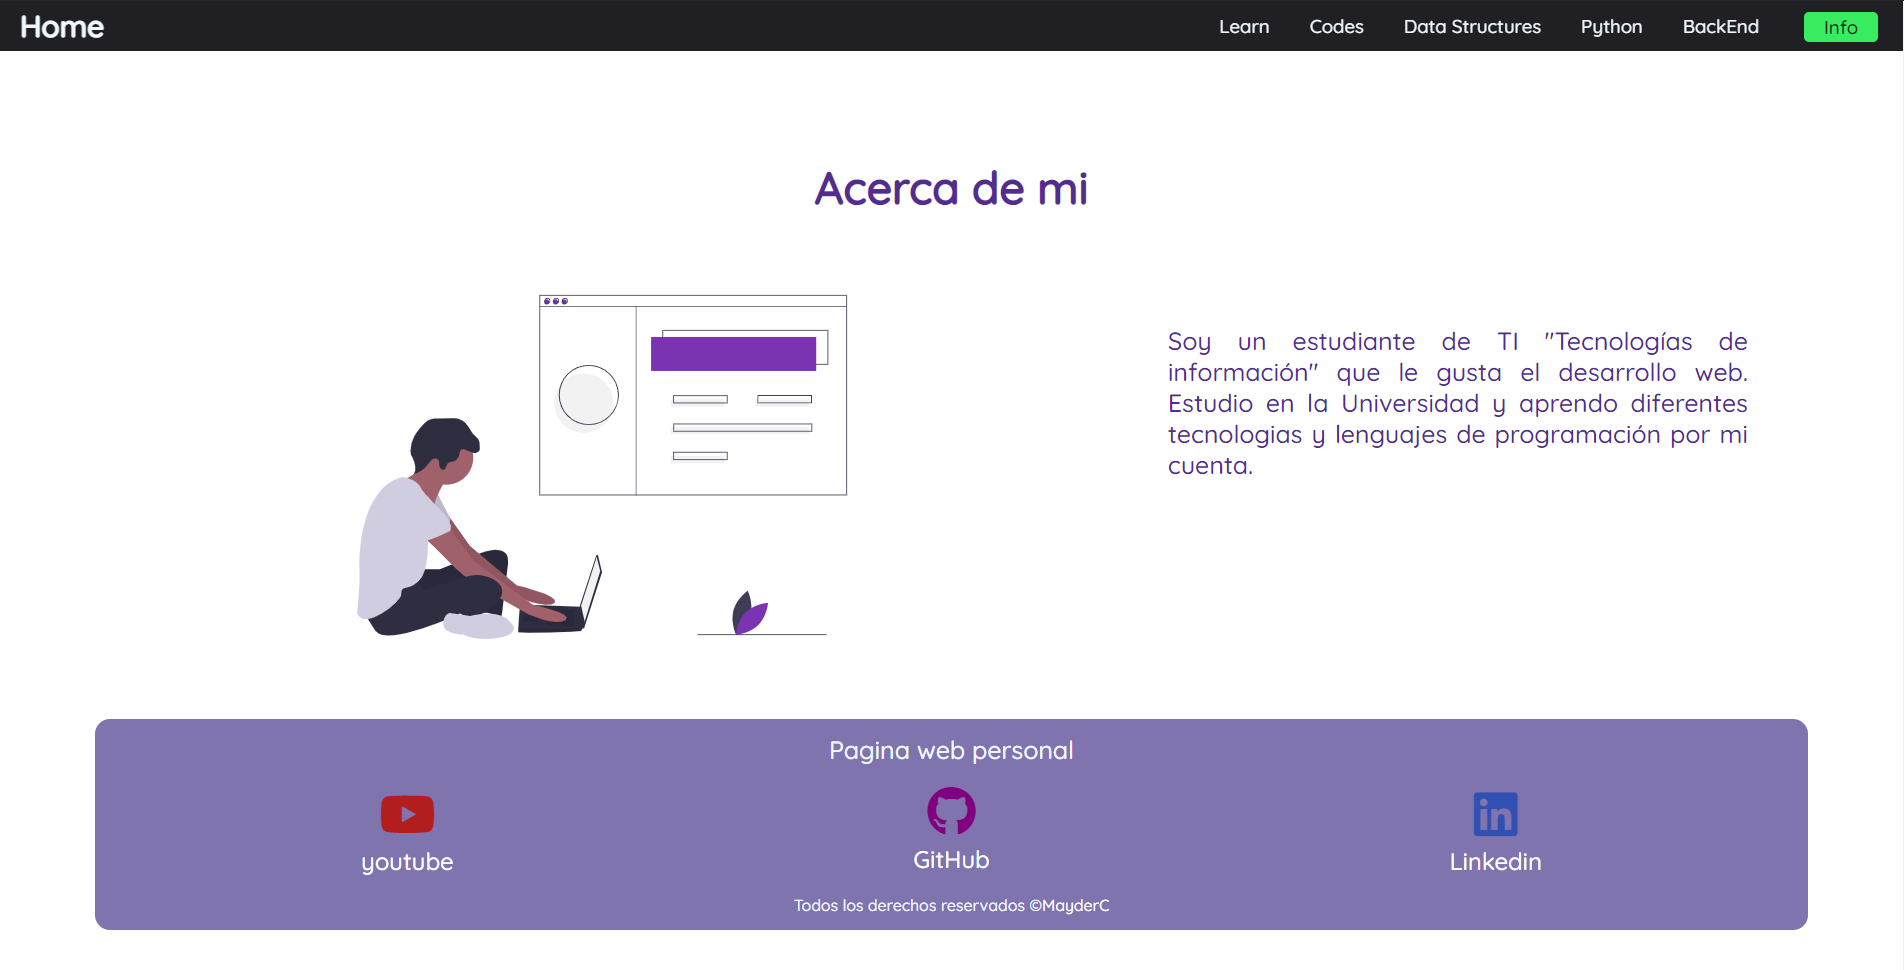 Home
Learn
Codes
Data Structures
Python
BackEnd
Info
Acerca de mi
Soy un estudiante de TI "Tecnologías de
información" que le gusta el desarrollo web.
Estudio en la Universidad y aprendo diferentes
tecnologias y lenguajes de programación por mi
cuenta.
Pagina web personal
youtube
GitHub
Linkedin
Todos los derechos reservados ©MayderC